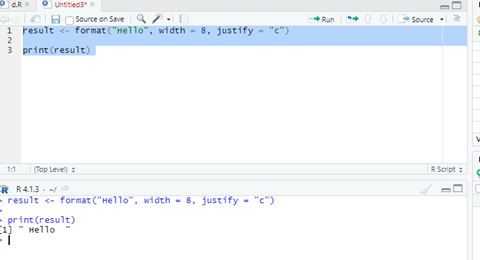 d.R Untitled3*
Source on Save Run Source
1 result <- format("Hello", width = 8, justify = "c")
2
3 print(result)
1:1 (Top Level) R Script
R 4.1.3 · ~/
> result <- format("Hello", width = 8, justify = "c")
>
> print(result)
[1] " Hello  "
>